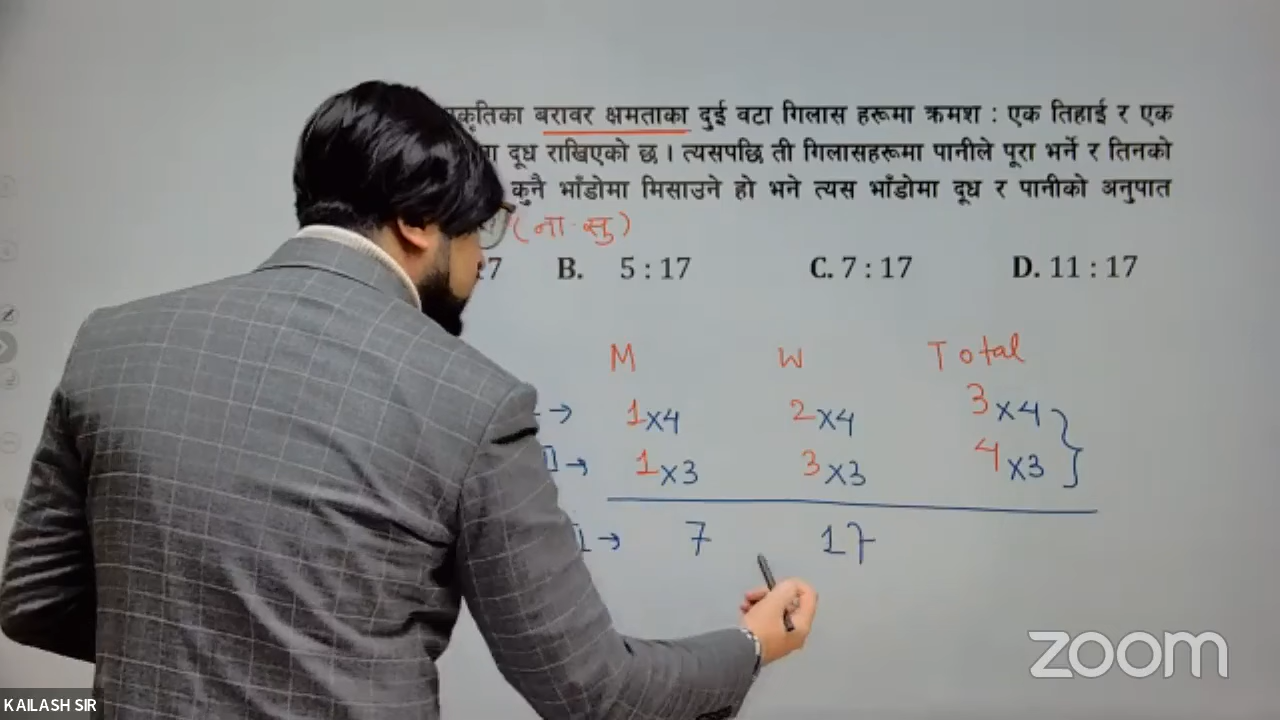 बराबर क्षमताका दुई वटा गिलास हरूमा क्रमश : एक तिहाई र एक
दूध राखिएको छ । त्यसपछि ती गिलासहरूमा पानीले पूरा भर्ने र तिनको
कुनै भाँडोमा मिसाउने हो भने त्यस भाँडोमा दूध र पानीको अनुपात
(ना.सु)
:7 B. 5 : 17 C. 7 : 17 D. 11 : 17
M W Total
→ 1x4 2x4 3x4
→ 1x3 3x3 4x3
→ 7 17
zoom
KAILASH SIR